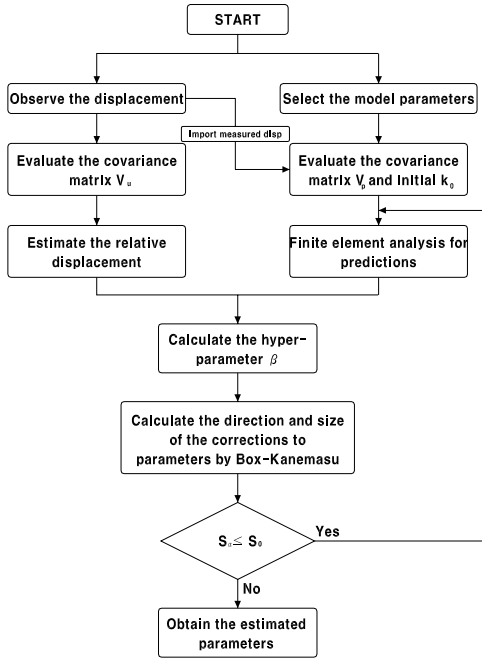 START
Observe the displacement
Select the model parameters
Import measured disp
Evaluate the covariance
matrix Vᵤ
Evaluate the covariance
matrix Vₚ and initial k₀
Estimate the relative
displacement
Finite element analysis for
predictions
Calculate the hyper-
parameter β
Calculate the direction and size
of the corrections to
parameters by Box-Kanemasu
Sα ≤ S₀
Yes
No
Obtain the estimated
parameters